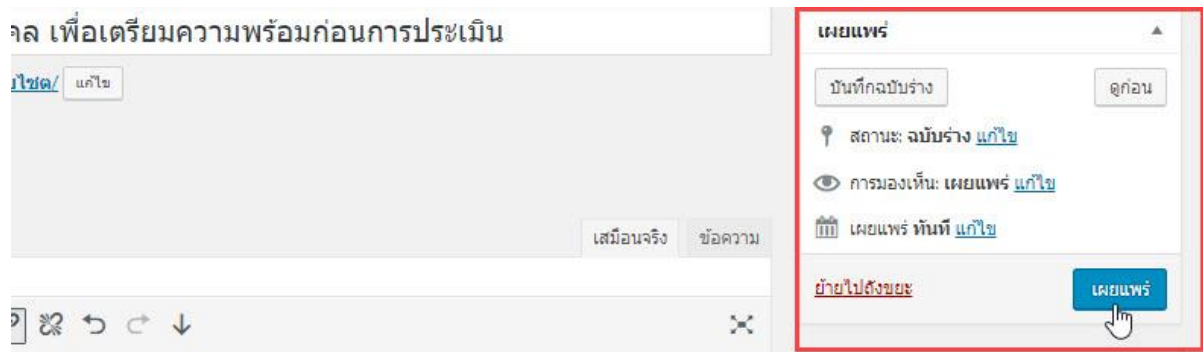 คล เพื่อเตรียมความพร้อมก่อนการประเมิน
ไซต์/ แก้ไข
เสมือนจริง ข้อความ
เผยแพร่
บันทึกฉบับร่าง ดูก่อน
สถานะ: ฉบับร่าง แก้ไข
การมองเห็น: เผยแพร่ แก้ไข
เผยแพร่ ทันที แก้ไข
ย้ายไปถังขยะ เผยแพร่